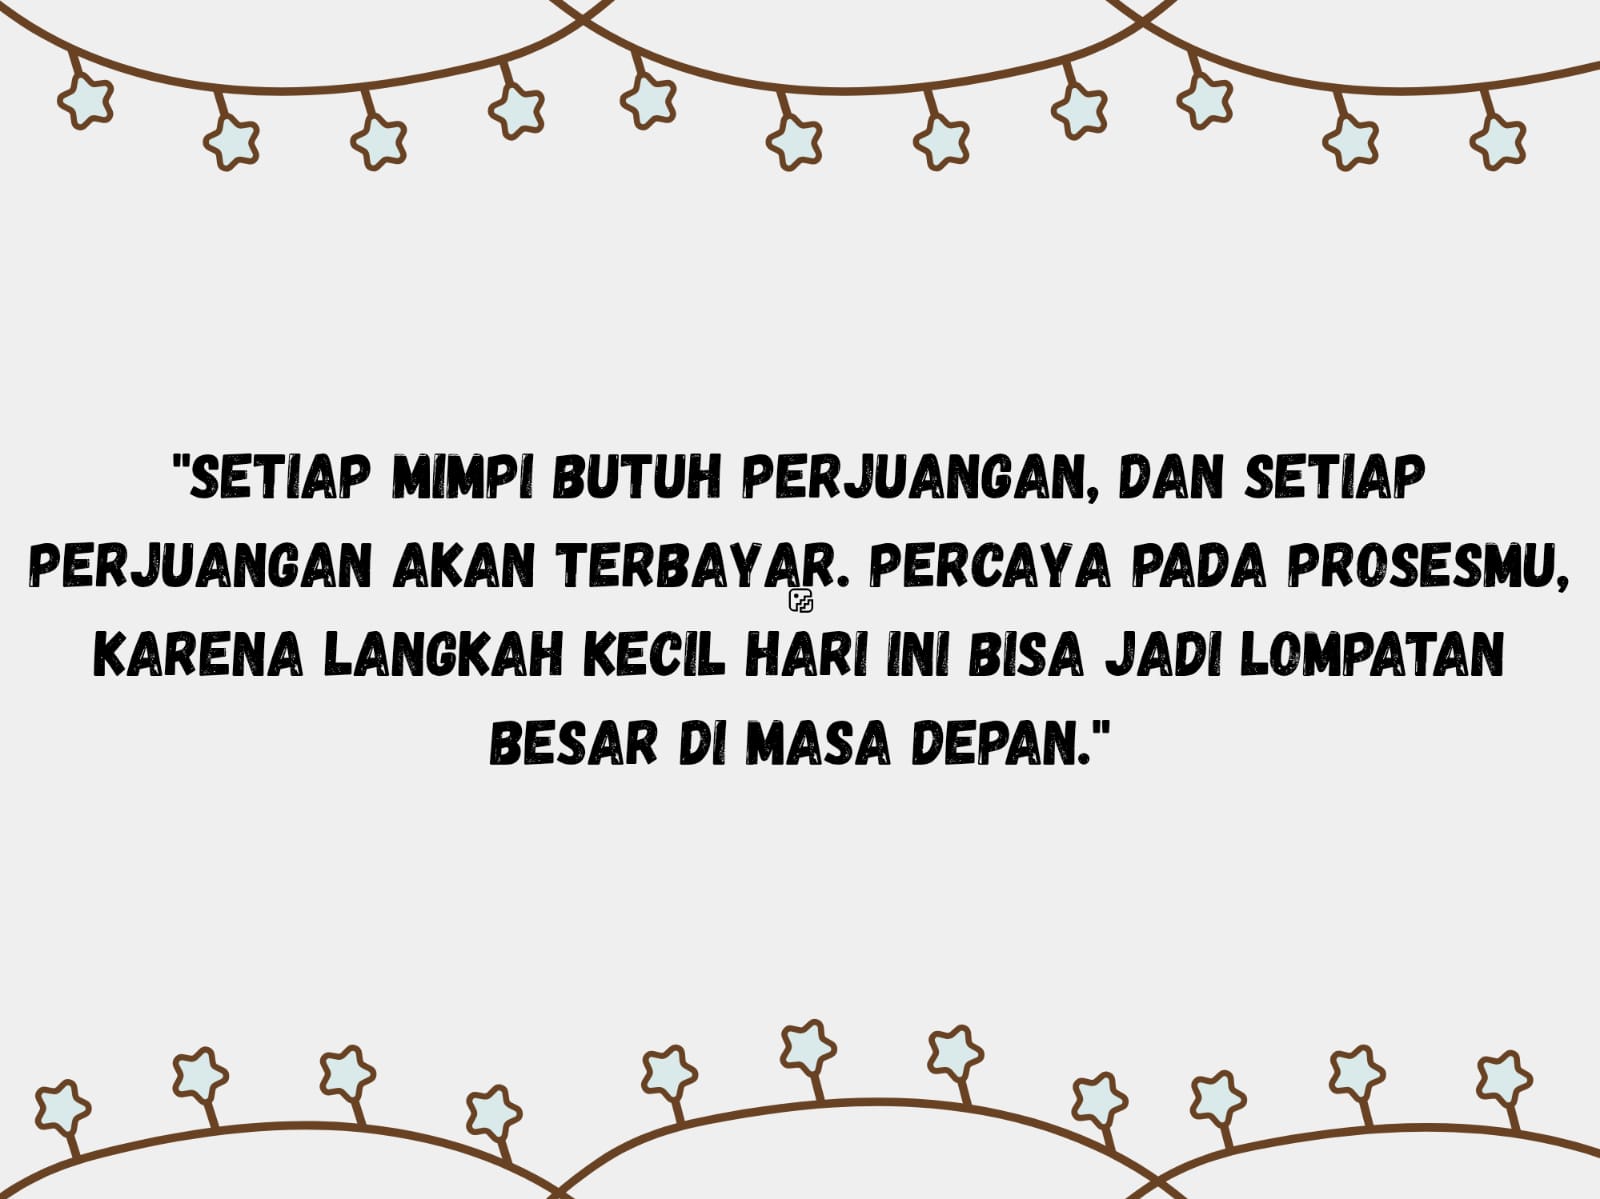 "SETIAP MIMPI BUTUH PERJUANGAN, DAN SETIAP
PERJUANGAN AKAN TERBAYAR. PERCAYA PADA PROSESMU,
KARENA LANGKAH KECIL HARI INI BISA JADI LOMPATAN
BESAR DI MASA DEPAN."